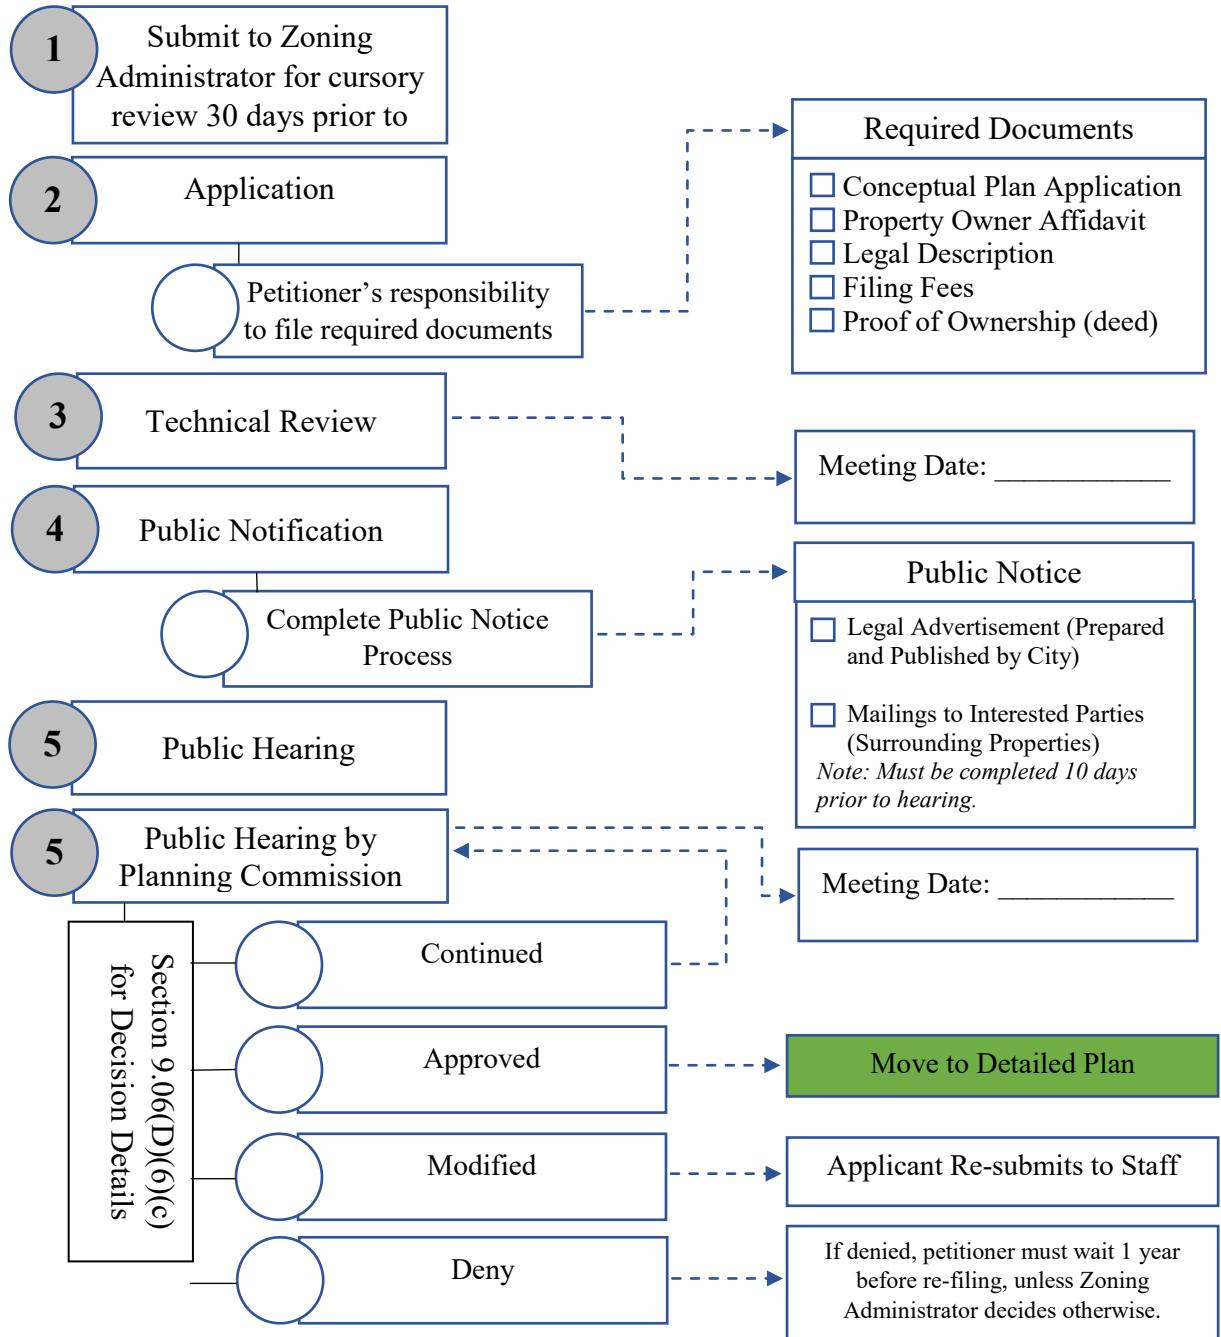 1
Submit to Zoning
Administrator for cursory
review 30 days prior to
2
Application
Petitioner’s responsibility
to file required documents
Required Documents
Conceptual Plan Application
Property Owner Affidavit
Legal Description
Filing Fees
Proof of Ownership (deed)
3
Technical Review
Meeting Date: ____________
4
Public Notification
Complete Public Notice
Process
Public Notice
Legal Advertisement (Prepared
and Published by City)
Mailings to Interested Parties
(Surrounding Properties)
Note: Must be completed 10 days
prior to hearing.
5
Public Hearing
5
Public Hearing by
Planning Commission
Meeting Date: ____________
Section 9.06(D)(6)(c)
for Decision Details
Continued
Approved
Move to Detailed Plan
Modified
Applicant Re-submits to Staff
Deny
If denied, petitioner must wait 1 year
before re-filing, unless Zoning
Administrator decides otherwise.